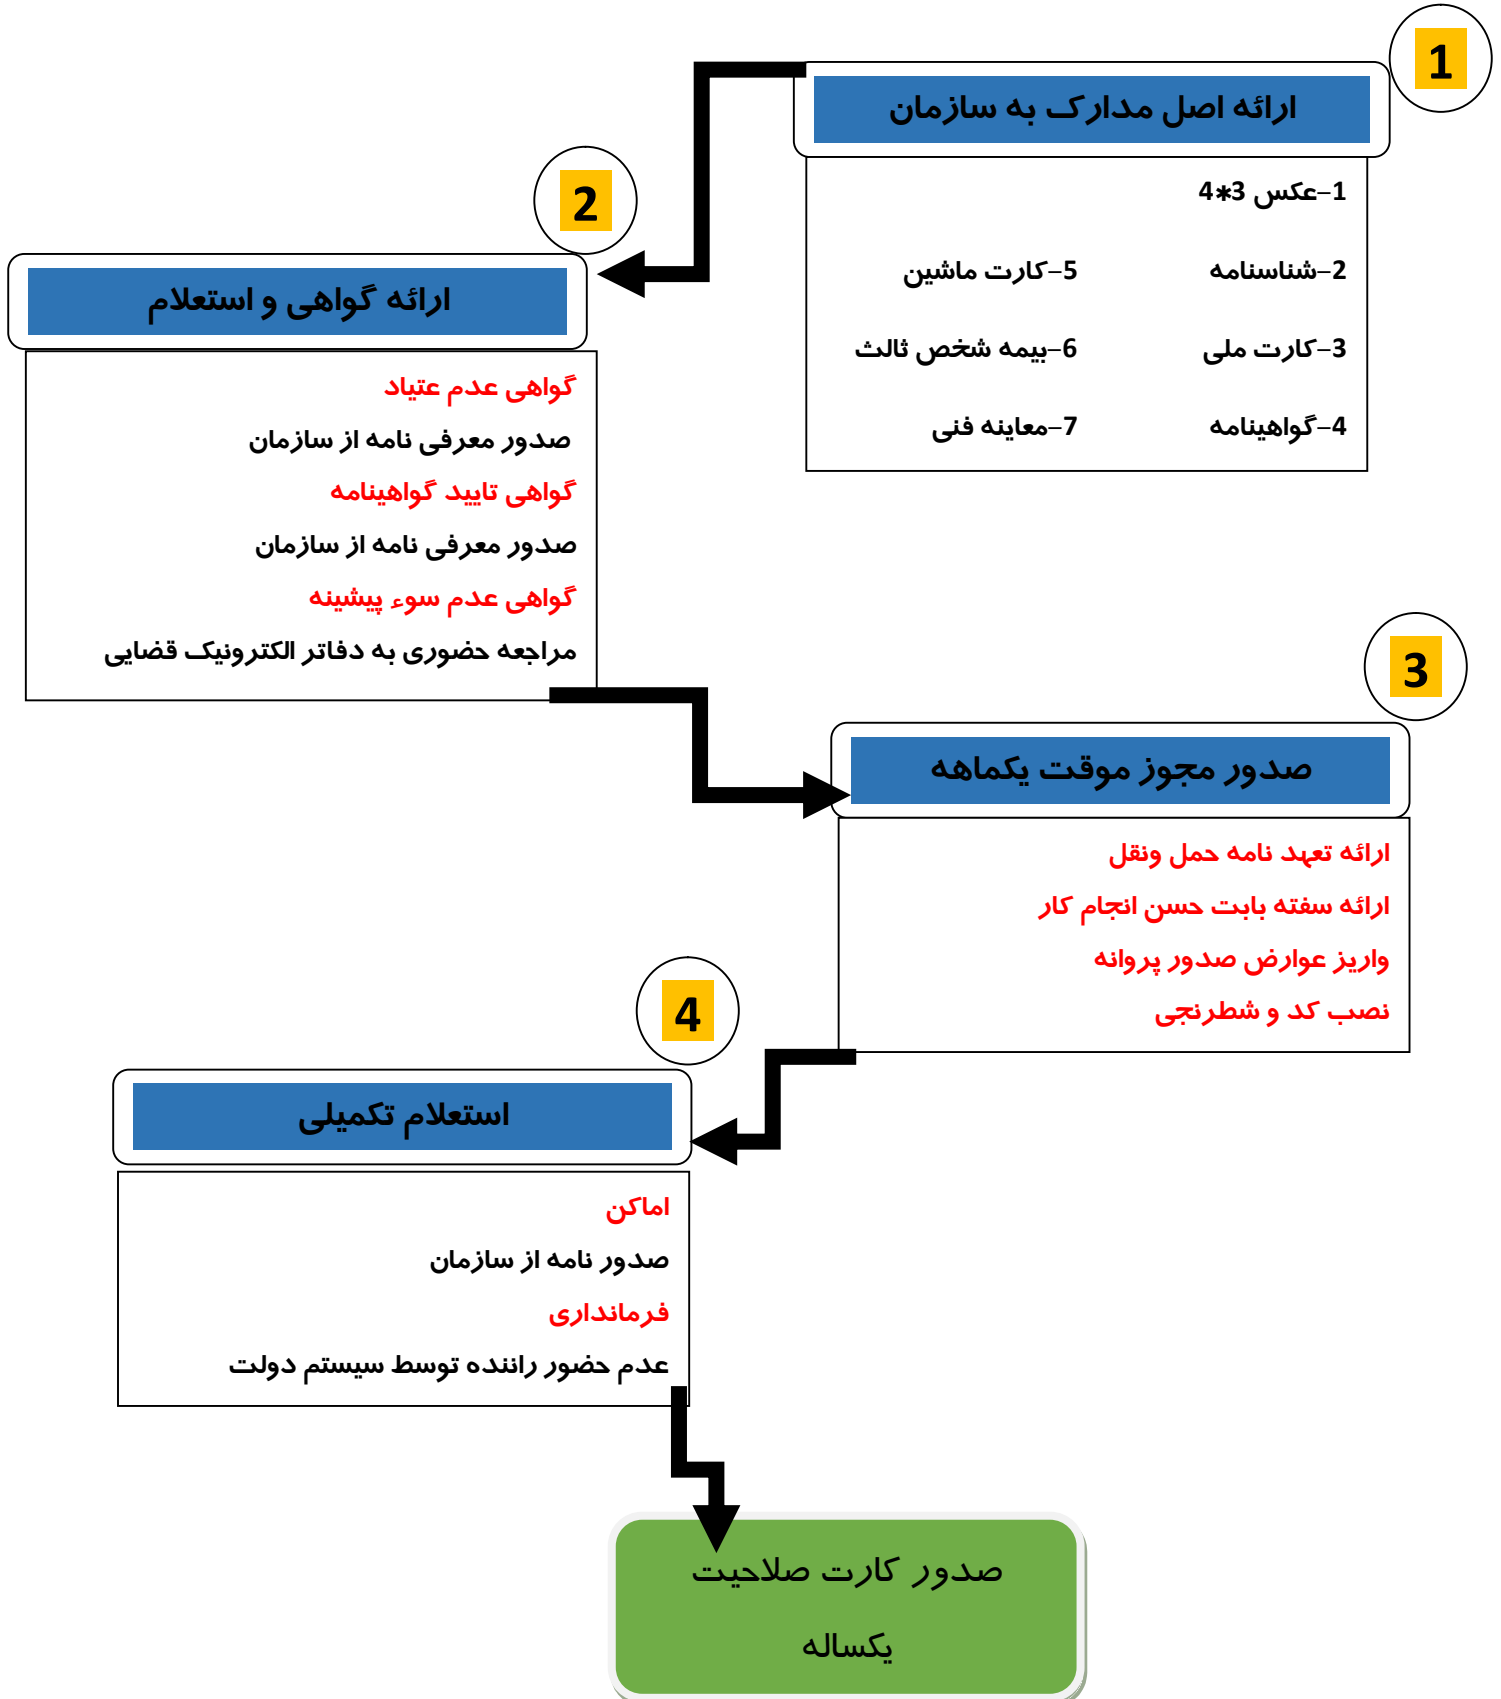 1
ارائه اصل مدارک به سازمان
1-عکس 3*4
2-شناسنامه 5-کارت ماشین
3-کارت ملی 6-بیمه شخص ثالث
4-گواهینامه 7-معاینه فنی
2
ارائه گواهی و استعلام
گواهی عدم عتیاد
صدور معرفی نامه از سازمان
گواهی تایید گواهینامه
صدور معرفی نامه از سازمان
گواهی عدم سوء پیشینه
مراجعه حضوری به دفاتر الکترونیک قضایی
3
صدور مجوز موقت یکماهه
ارائه تعهد نامه حمل ونقل
ارائه سفته بابت حسن انجام کار
واریز عوارض صدور پروانه
نصب کد و شطرنجی
4
استعلام تکمیلی
اماکن
صدور نامه از سازمان
فرمانداری
عدم حضور راننده توسط سیستم دولت
صدور کارت صلاحیت
یکساله